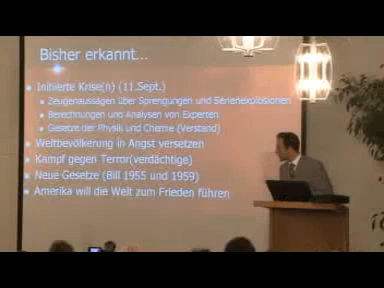 Bisher erkannt...
Initiierte Krise(n) (11.Sept.)
Zeugenaussagen über Sprengungen und Serienexplosionen
Berechnungen und Analysen von Experten
Gesetze der Physik und Chemie (Verstand)
Weltbevölkerung in Angst versetzen
Kampf gegen Terror(verdächtige)
Neue Gesetze (Bill 1955 und 1959)
Amerika will die Welt zum Frieden führen